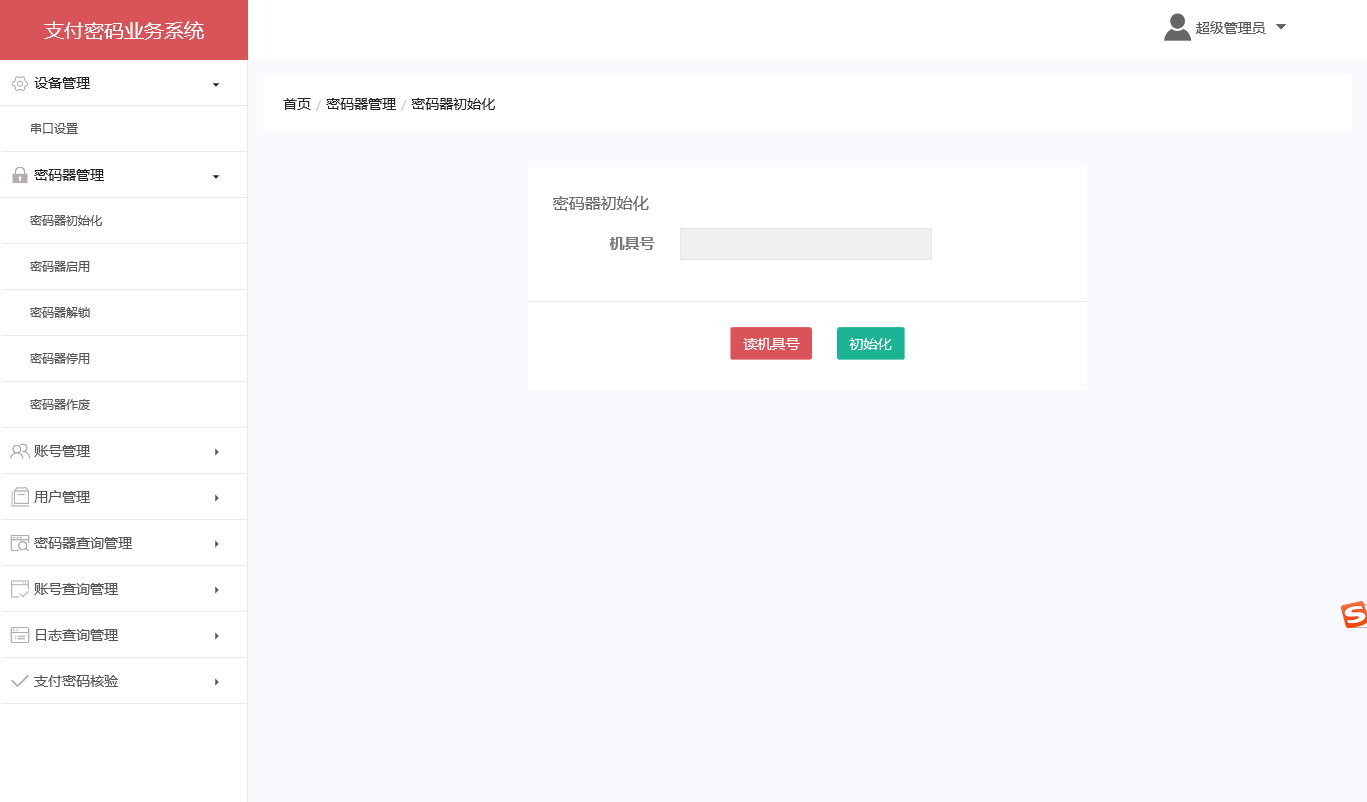 支付密码业务系统
超级管理员
设备管理
串口设置
密码器管理
密码器初始化
密码器启用
密码器解锁
密码器停用
密码器作废
账号管理
用户管理
密码器查询管理
账号查询管理
日志查询管理
支付密码核验
首页 / 密码器管理 / 密码器初始化
密码器初始化
机具号
读机具号 初始化
S